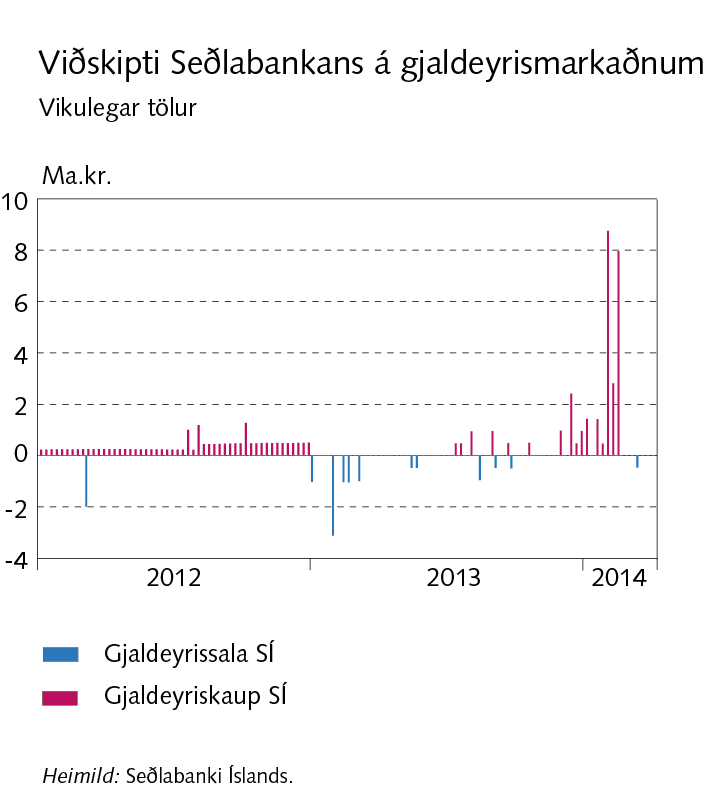 Viðskipti Seðlabankans á gjaldeyrismarkaðnum
Vikulegar tölur
Ma.kr.
10
8
6
4
2
0
-2
-4
2012 2013 2014
Gjaldeyrissala SÍ
Gjaldeyriskaup SÍ
Heimild: Seðlabanki Íslands.